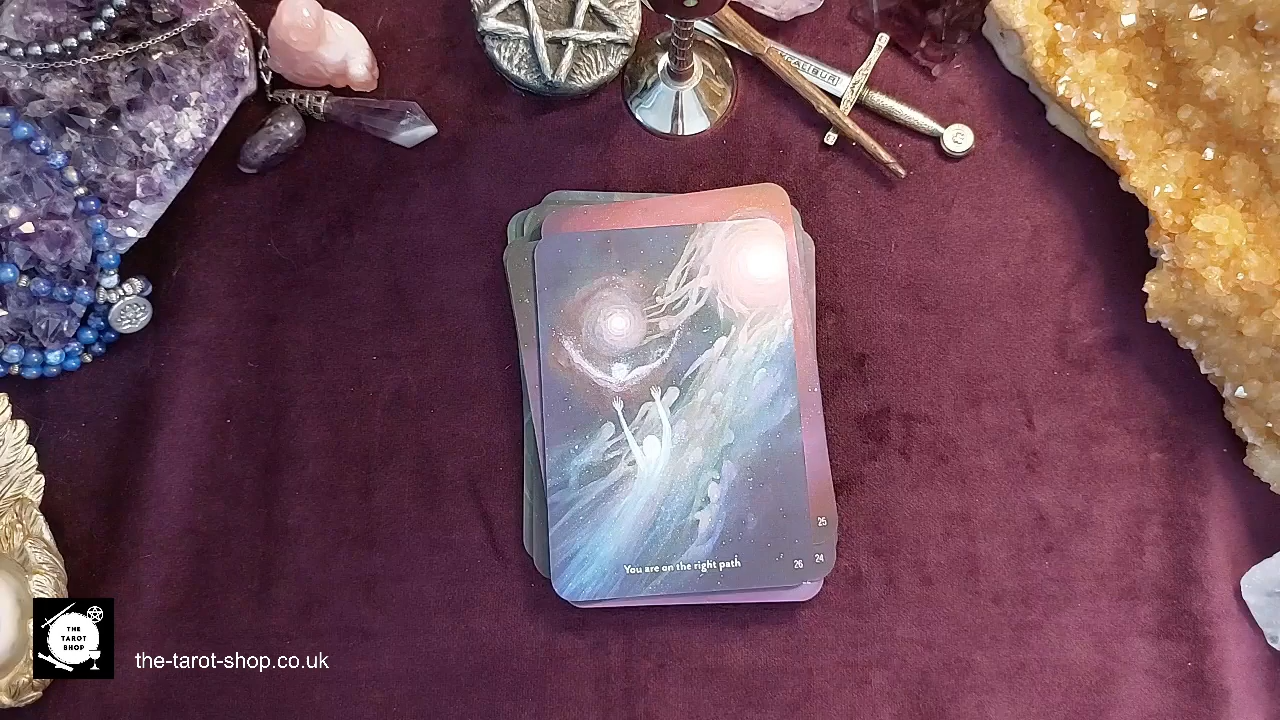 EXCALIBUR
You are on the right path
26
25
24
THE
TAROT
SHOP
the-tarot-shop.co.uk